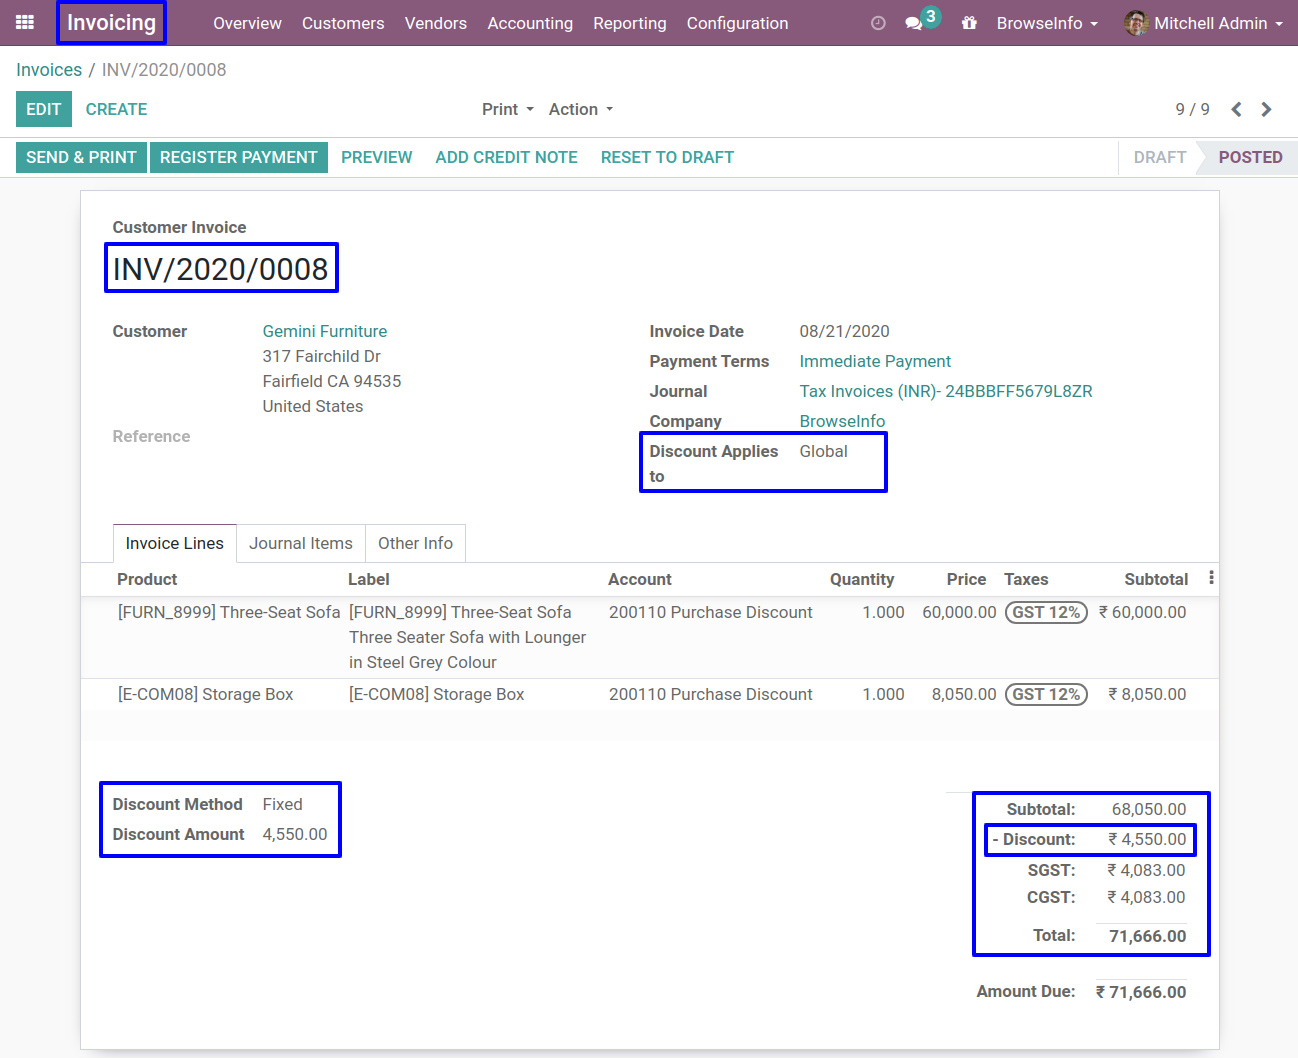 Invoicing Overview Customers Vendors Accounting Reporting Configuration 3 BrowseInfo Mitchell Admin
Invoices / INV/2020/0008
EDIT CREATE Print Action 9 / 9
SEND & PRINT REGISTER PAYMENT PREVIEW ADD CREDIT NOTE RESET TO DRAFT DRAFT POSTED
Customer Invoice
INV/2020/0008
Customer Gemini Furniture
317 Fairchild Dr
Fairfield CA 94535
United States
Reference
Invoice Date 08/21/2020
Payment Terms Immediate Payment
Journal Tax Invoices (INR)- 24BBBFF5679L8ZR
Company BrowseInfo
Discount Applies Global
to
Invoice Lines Journal Items Other Info
Product Label Account Quantity Price Taxes Subtotal
[FURN_8999] Three-Seat Sofa [FURN_8999] Three-Seat Sofa 200110 Purchase Discount 1.000 60,000.00 GST 12% ₹ 60,000.00
Three Seater Sofa with Lounger
in Steel Grey Colour
[E-COM08] Storage Box [E-COM08] Storage Box 200110 Purchase Discount 1.000 8,050.00 GST 12% ₹ 8,050.00
Discount Method Fixed
Discount Amount 4,550.00
Subtotal: 68,050.00
- Discount: ₹ 4,550.00
SGST: ₹ 4,083.00
CGST: ₹ 4,083.00
Total: 71,666.00
Amount Due: ₹ 71,666.00